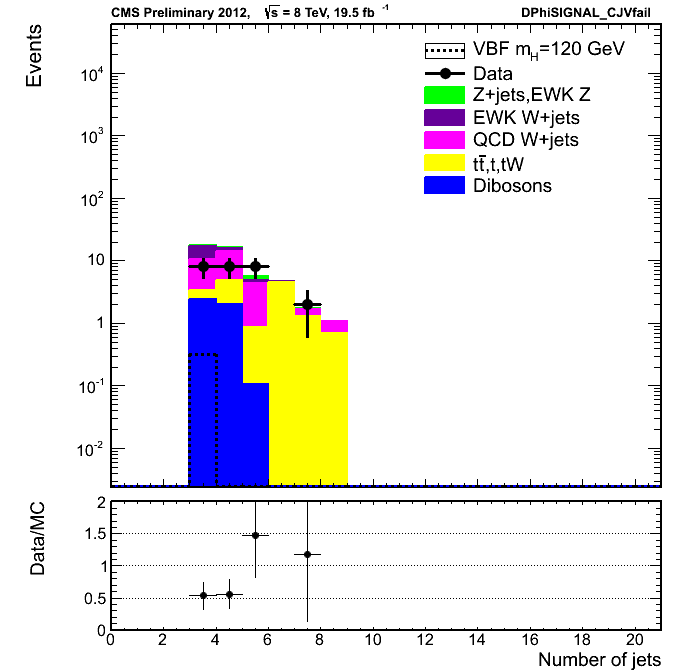 CMS Preliminary 2012, √s = 8 TeV, 19.5 fb⁻¹ DPhiSIGNAL_CJVfail
Events
VBF m_H=120 GeV
Data
Z+jets,EWK Z
EWK W+jets
QCD W+jets
tt̄,t,tW
Dibosons
10⁴
10³
10²
10
1
10⁻¹
10⁻²
Data/MC
2
1.5
1
0.5
0
0 2 4 6 8 10 12 14 16 18 20
Number of jets